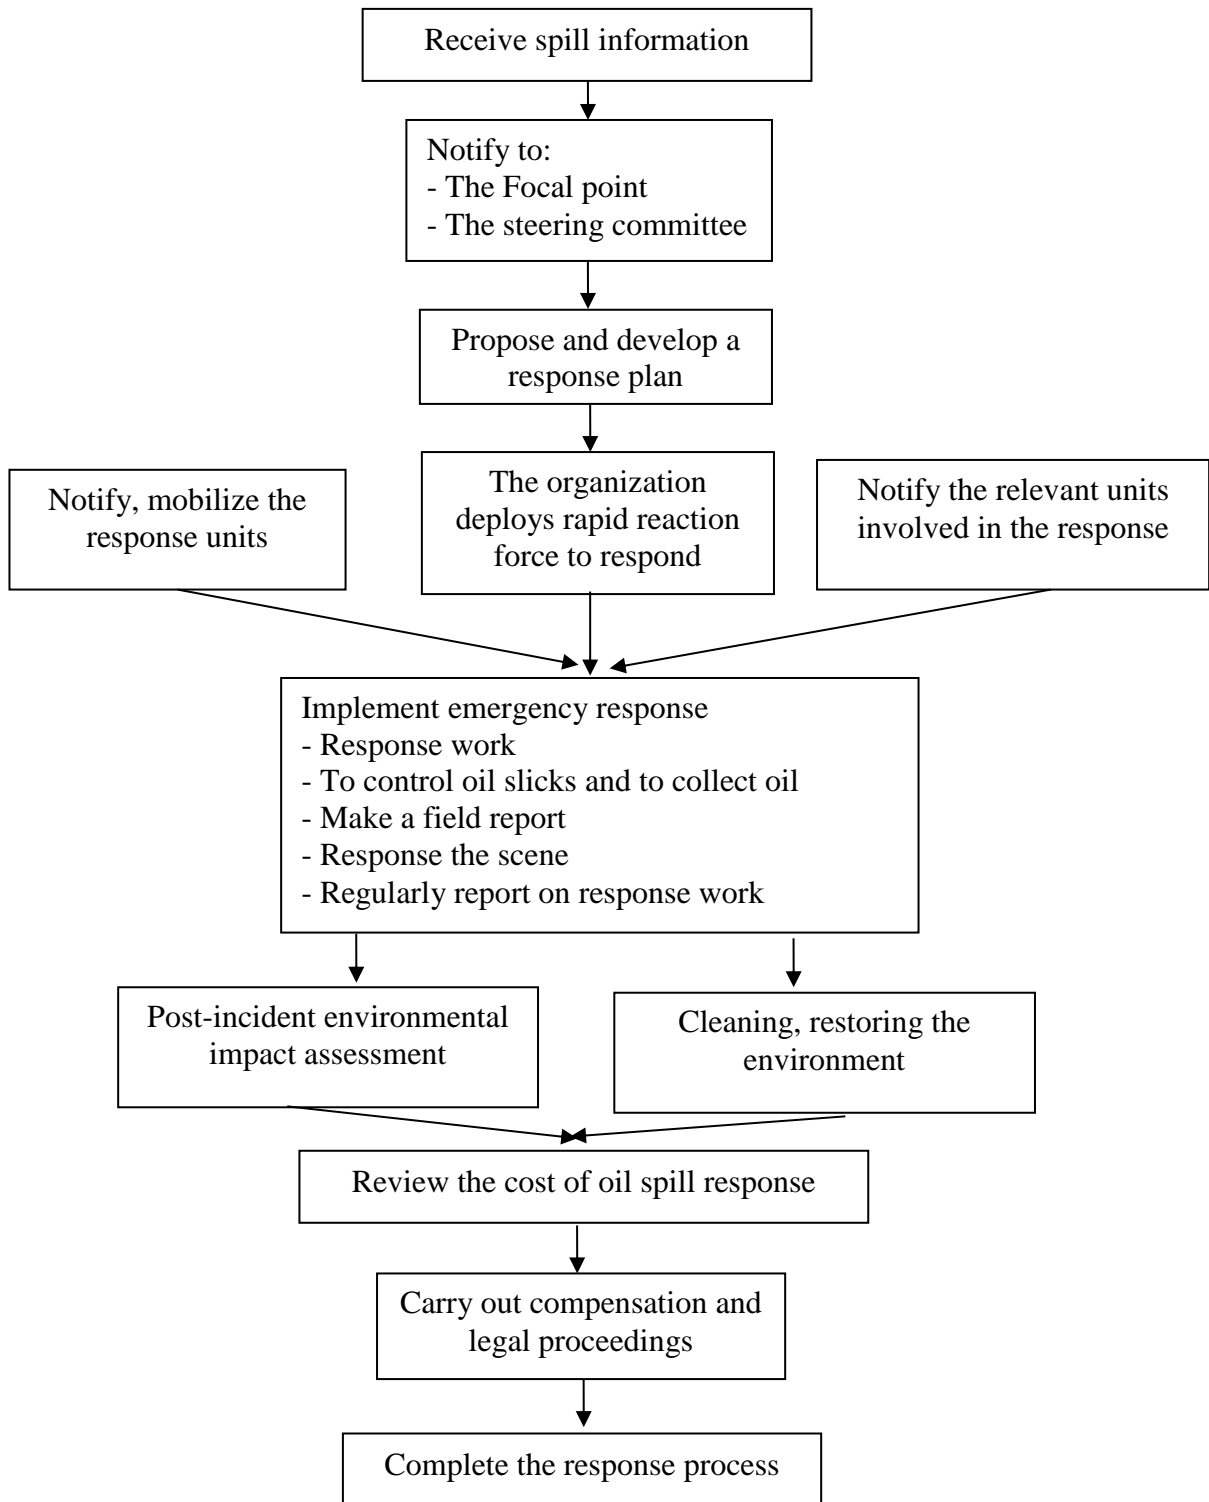 Receive spill information
Notify to:
- The Focal point
- The steering committee
Propose and develop a
response plan
Notify, mobilize the
response units
The organization
deploys rapid reaction
force to respond
Notify the relevant units
involved in the response
Implement emergency response
- Response work
- To control oil slicks and to collect oil
- Make a field report
- Response the scene
- Regularly report on response work
Post-incident environmental
impact assessment
Cleaning, restoring the
environment
Review the cost of oil spill response
Carry out compensation and
legal proceedings
Complete the response process